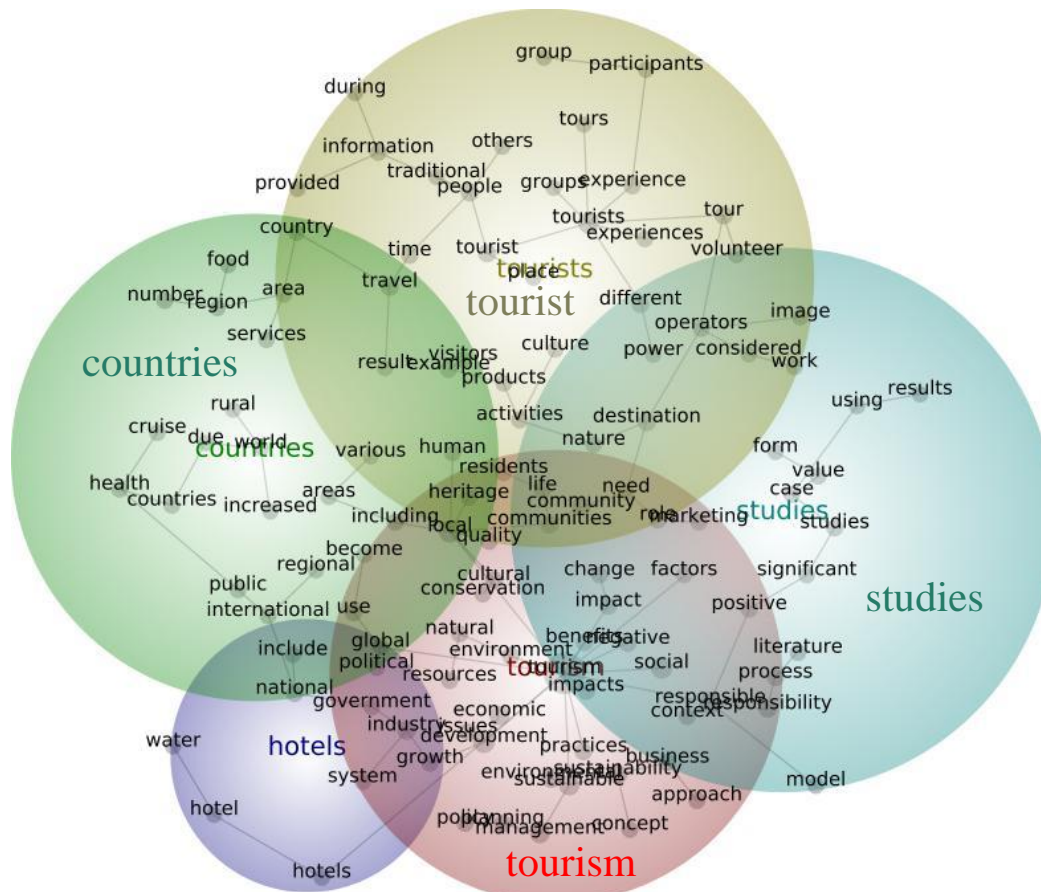 group
participants
during
tours
others
information
traditional
people
groups
experience
provided
tourists
tour
country
experiences
time
tourist
volunteer
food
tourists
place
travel
area
number
region
different
tourist
image
operators
services
culture
power
considered
countries
visitors
result
example
work
products
results
rural
using
activities
destination
cruise
due
world
countries
various
human
nature
form
residents
value
health
countries
areas
heritage
life
need
case
increased
community
studies
including
local
communities
role
marketing
studies
quality
become
regional
cultural
change
factors
significant
conservation
public
international
use
impact
positive
studies
natural
global
benefits
negative
include
environment
literature
political
tourism
tourism
social
process
resources
impacts
national
government
economic
responsible
responsibility
context
industry
issues
water
hotels
development
practices
growth
business
system
environmental
sustainability
sustainable
model
approach
hotel
policy
planning
management
concept
tourism
hotels